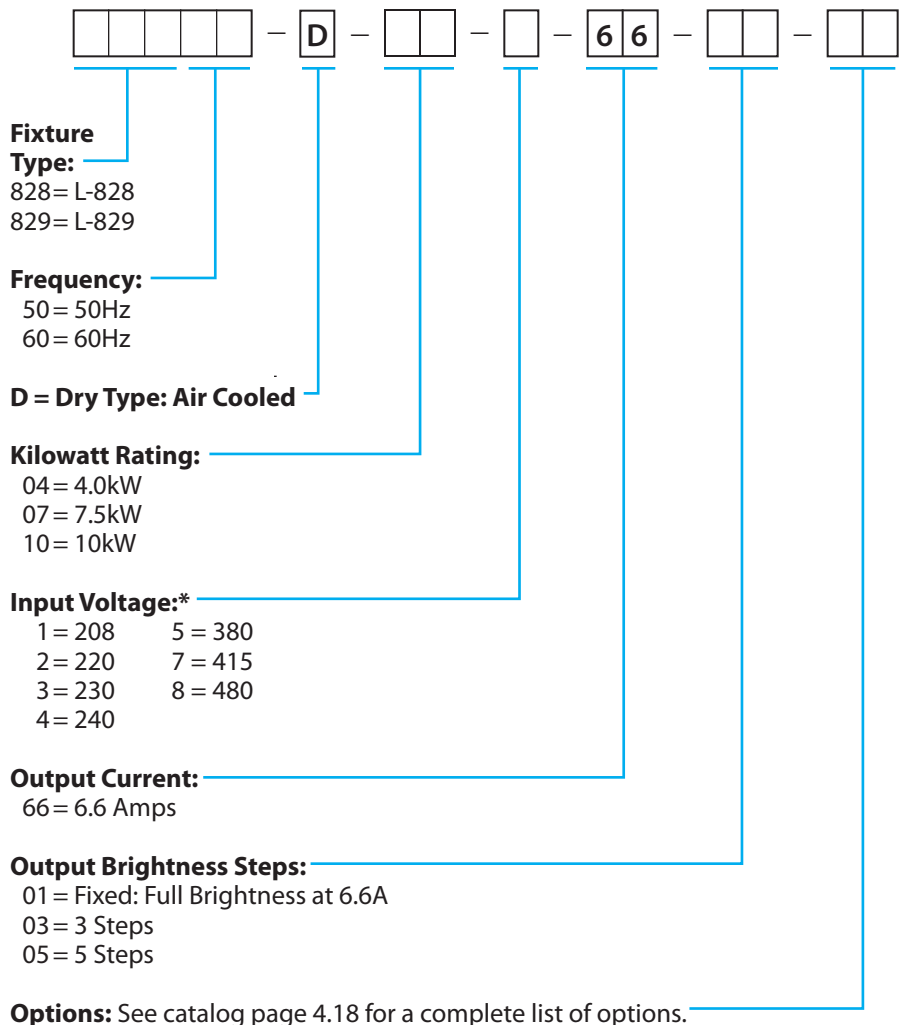 – D – – – 6 6 – –
Fixture
Type:
828 = L-828
829 = L-829
Frequency:
50 = 50Hz
60 = 60Hz
D = Dry Type: Air Cooled
Kilowatt Rating:
04 = 4.0kW
07 = 7.5kW
10 = 10kW
Input Voltage:*
1 = 208 5 = 380
2 = 220 7 = 415
3 = 230 8 = 480
4 = 240
Output Current:
66 = 6.6 Amps
Output Brightness Steps:
01 = Fixed: Full Brightness at 6.6A
03 = 3 Steps
05 = 5 Steps
Options: See catalog page 4.18 for a complete list of options.